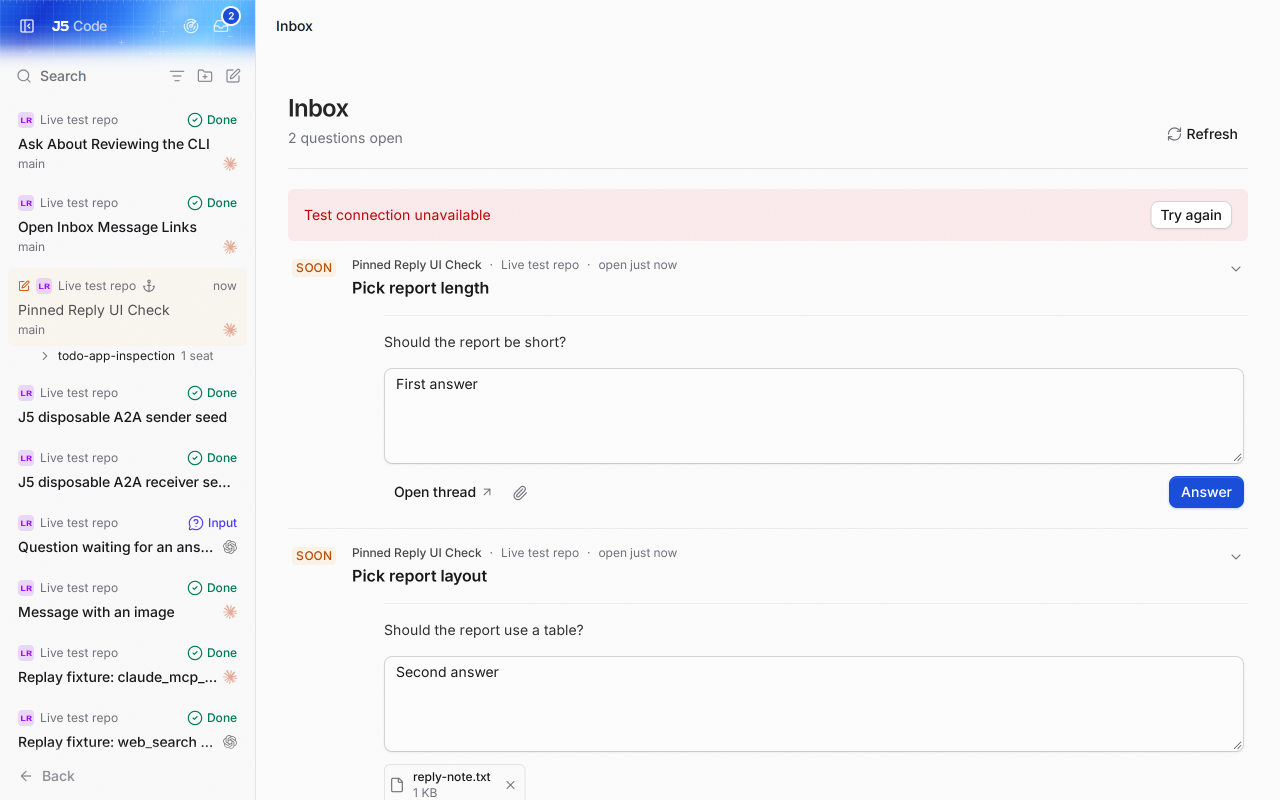 J5 Code
2
Search
LR Live test repo Done
Ask About Reviewing the CLI
main
LR Live test repo Done
Open Inbox Message Links
main
LR Live test repo now
Pinned Reply UI Check
main
todo-app-inspection 1 seat
LR Live test repo Done
J5 disposable A2A sender seed
LR Live test repo Done
J5 disposable A2A receiver se...
LR Live test repo Input
Question waiting for an ans...
LR Live test repo Done
Message with an image
LR Live test repo Done
Replay fixture: claude_mcp_...
LR Live test repo Done
Replay fixture: web_search ...
Back
Inbox
Inbox
2 questions open
Refresh
Test connection unavailable
Try again
SOON
Pinned Reply UI Check · Live test repo · open just now
Pick report length
Should the report be short?
First answer
Open thread
Answer
SOON
Pinned Reply UI Check · Live test repo · open just now
Pick report layout
Should the report use a table?
Second answer
reply-note.txt
1 KB